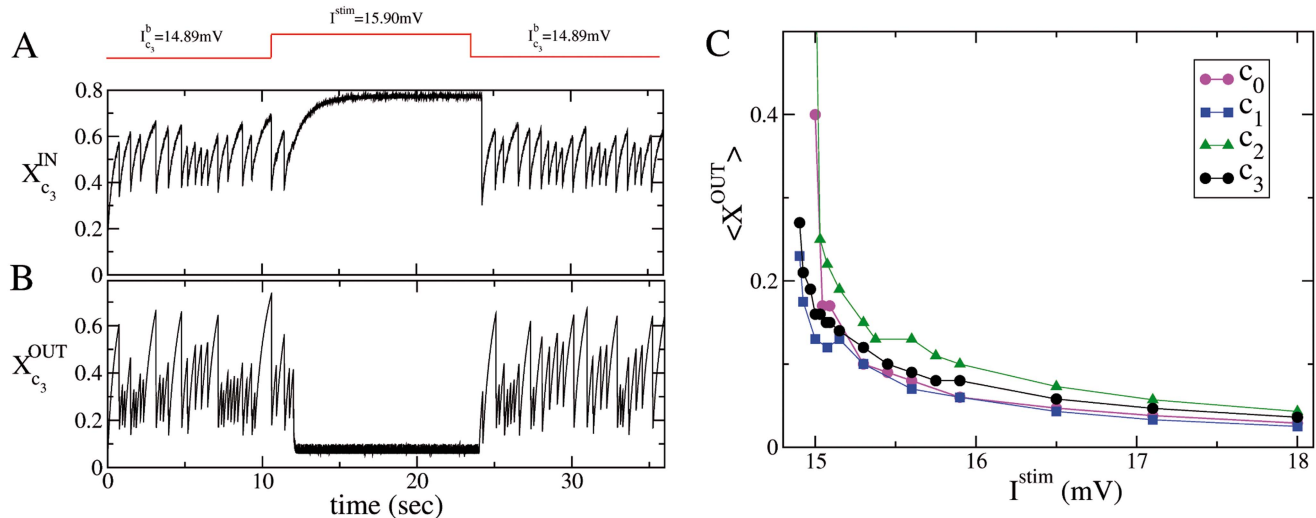 A
I^b_c3=14.89mV
I^stim=15.90mV
I^b_c3=14.89mV
0.8
0.6
X^IN_c3
0.4
0.2
0
B
0.6
X^OUT_c3
0.4
0.2
0
0
10
20
30
time (sec)
C
c0
c1
c2
c3
0.4
<X^OUT>
0.2
0
15
16
17
18
I^stim (mV)